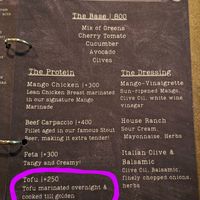 The Base | 800
Mix of Greens
Cherry Tomato
Cucumber
Avocado
Olives
The Protein
Mango Chicken |+300
Lean Chicken Breast marinated
in our signature Mango
Marinade
Beef Carpaccio |+400
Fillet aged in our famous Stout
Beer, making it extra tender.
Feta |+300
Tangy and Creamy!
Tofu |+250
Tofu marinated overnight &
cooked till golden
The Dressing
Mango-Vinaigrette
Sun-ripened Mango,
Olive Oil, white wine
vinegar
House Ranch
Sour Cream,
Mayonnaise, Herbs
Italian Olive &
Balsamic
Olive Oil, Balsamic,
finely chopped onions,
herbs